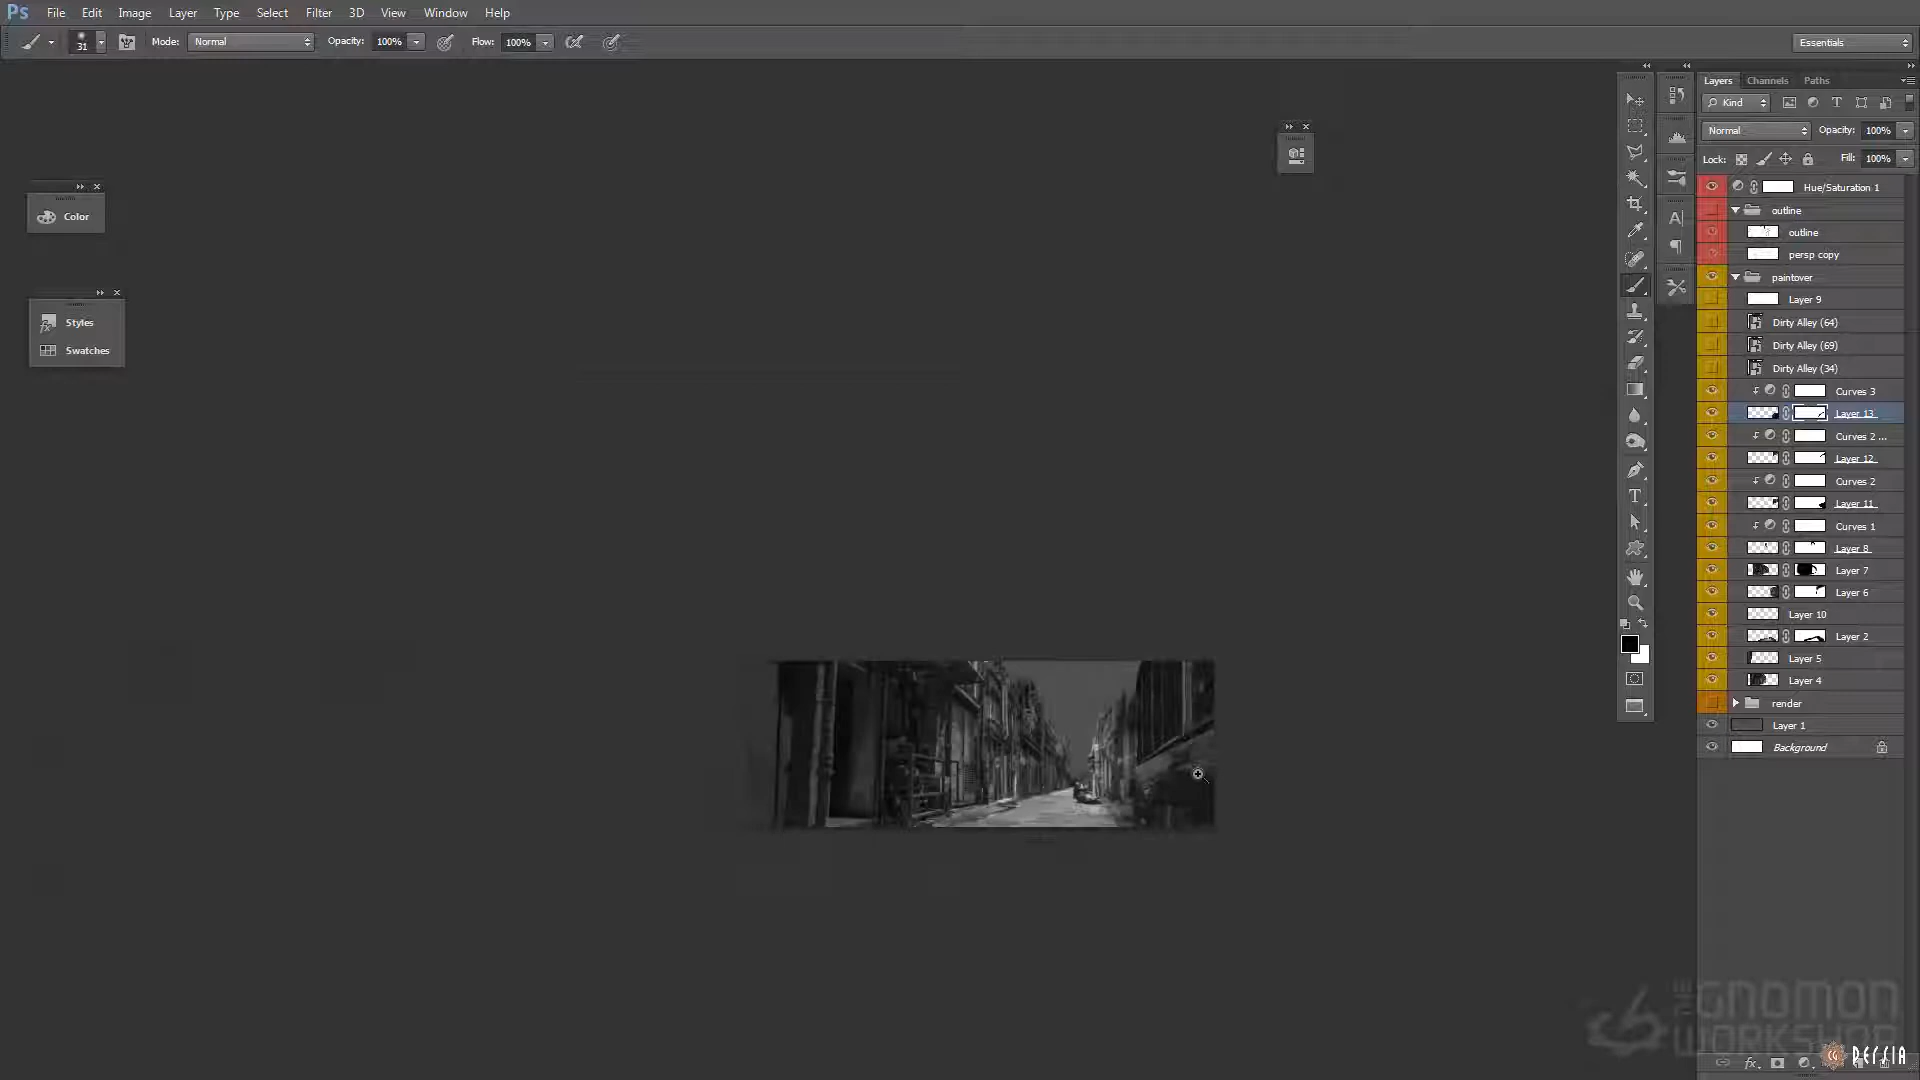 Ps File Edit Image Layer Type Select Filter 3D View Window Help
31 Mode: Normal Opacity: 100% Flow: 100% Essentials
Layers Channels Paths
Kind
Normal Opacity: 100%
Lock: Fill: 100%
Hue/Saturation 1
outline
outline
persp copy
paintover
Layer 9
Dirty Alley (64)
Dirty Alley (69)
Dirty Alley (34)
Curves 3
Layer 13
Curves 2 ...
Layer 12
Curves 2
Layer 11
Curves 1
Layer 8
Layer 7
Layer 6
Layer 10
Layer 2
Layer 5
Layer 4
render
Layer 1
Background
Color
Styles
Swatches
THE GNOMON
WORKSHOP
CG PERSIA